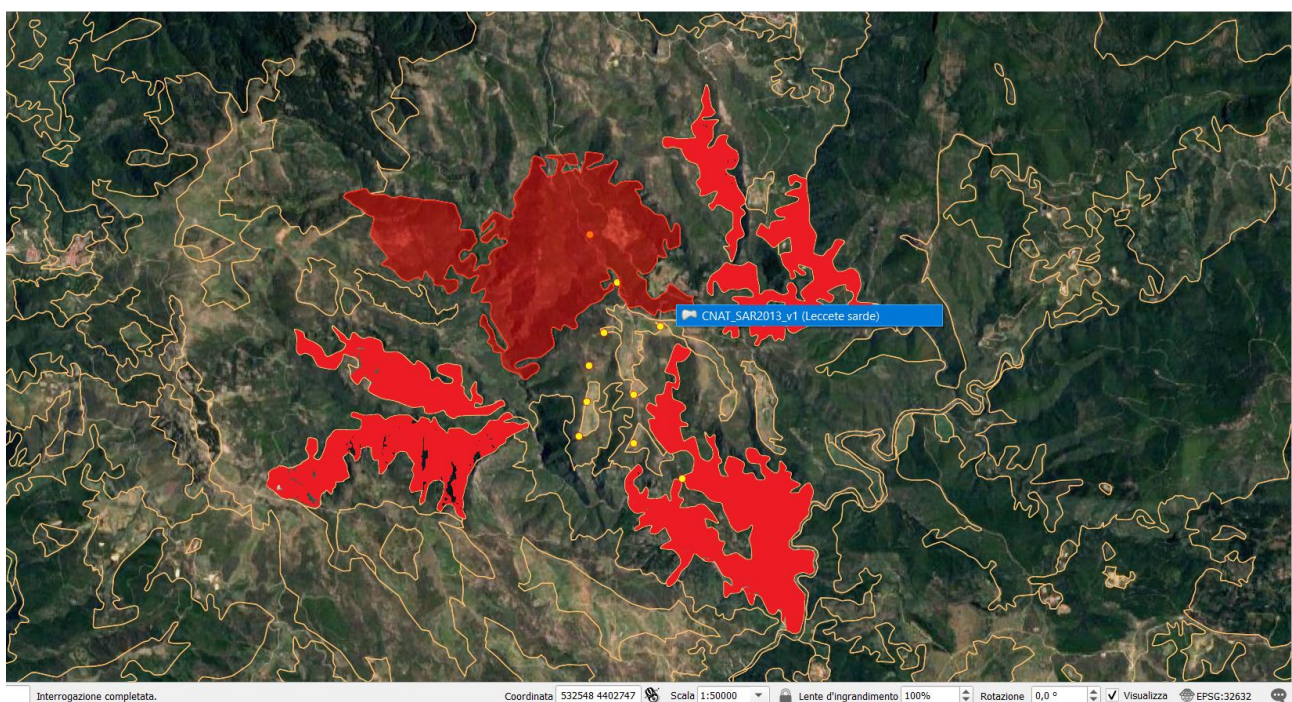 CNAT_SAR2013_v1 (Leccete sarde)
Interrogazione completata. Coordinata 532548 4402747 Scala 1:50000 Lente d'ingrandimento 100% Rotazione 0,0 ° Visualizza EPSG:32632